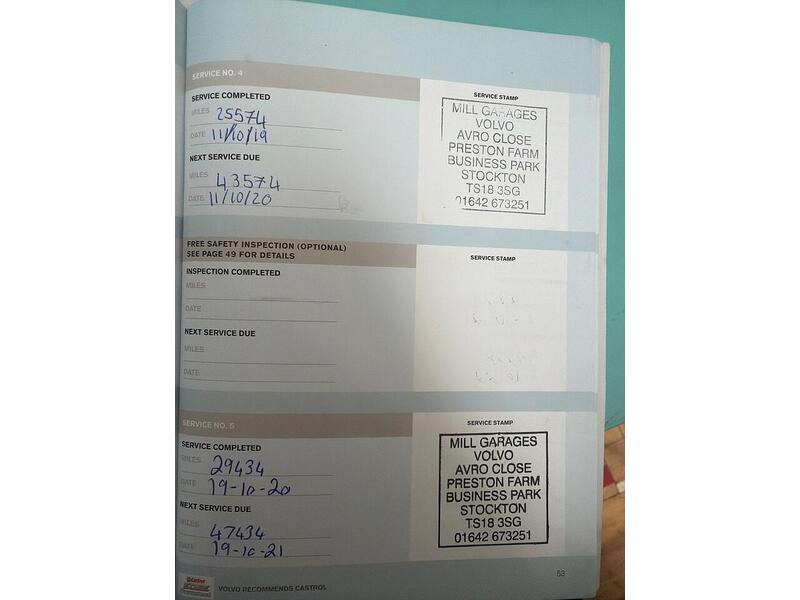 SERVICE NO. 4
SERVICE COMPLETED
MILES 25574
DATE 11/10/19
NEXT SERVICE DUE
MILES 43574
DATE 11/10/20
SERVICE STAMP
MILL GARAGES
VOLVO
AVRO CLOSE
PRESTON FARM
BUSINESS PARK
STOCKTON
TS18 3SG
01642 673251
FREE SAFETY INSPECTION (OPTIONAL)
SEE PAGE 49 FOR DETAILS
INSPECTION COMPLETED
MILES
DATE
NEXT SERVICE DUE
MILES
DATE
SERVICE STAMP
SERVICE NO. 5
SERVICE COMPLETED
MILES 29434
DATE 19-10-20
NEXT SERVICE DUE
MILES 47434
DATE 19-10-21
SERVICE STAMP
MILL GARAGES
VOLVO
AVRO CLOSE
PRESTON FARM
BUSINESS PARK
STOCKTON
TS18 3SG
01642 673251
Castrol
EDGE
Professional
VOLVO RECOMMENDS CASTROL
53